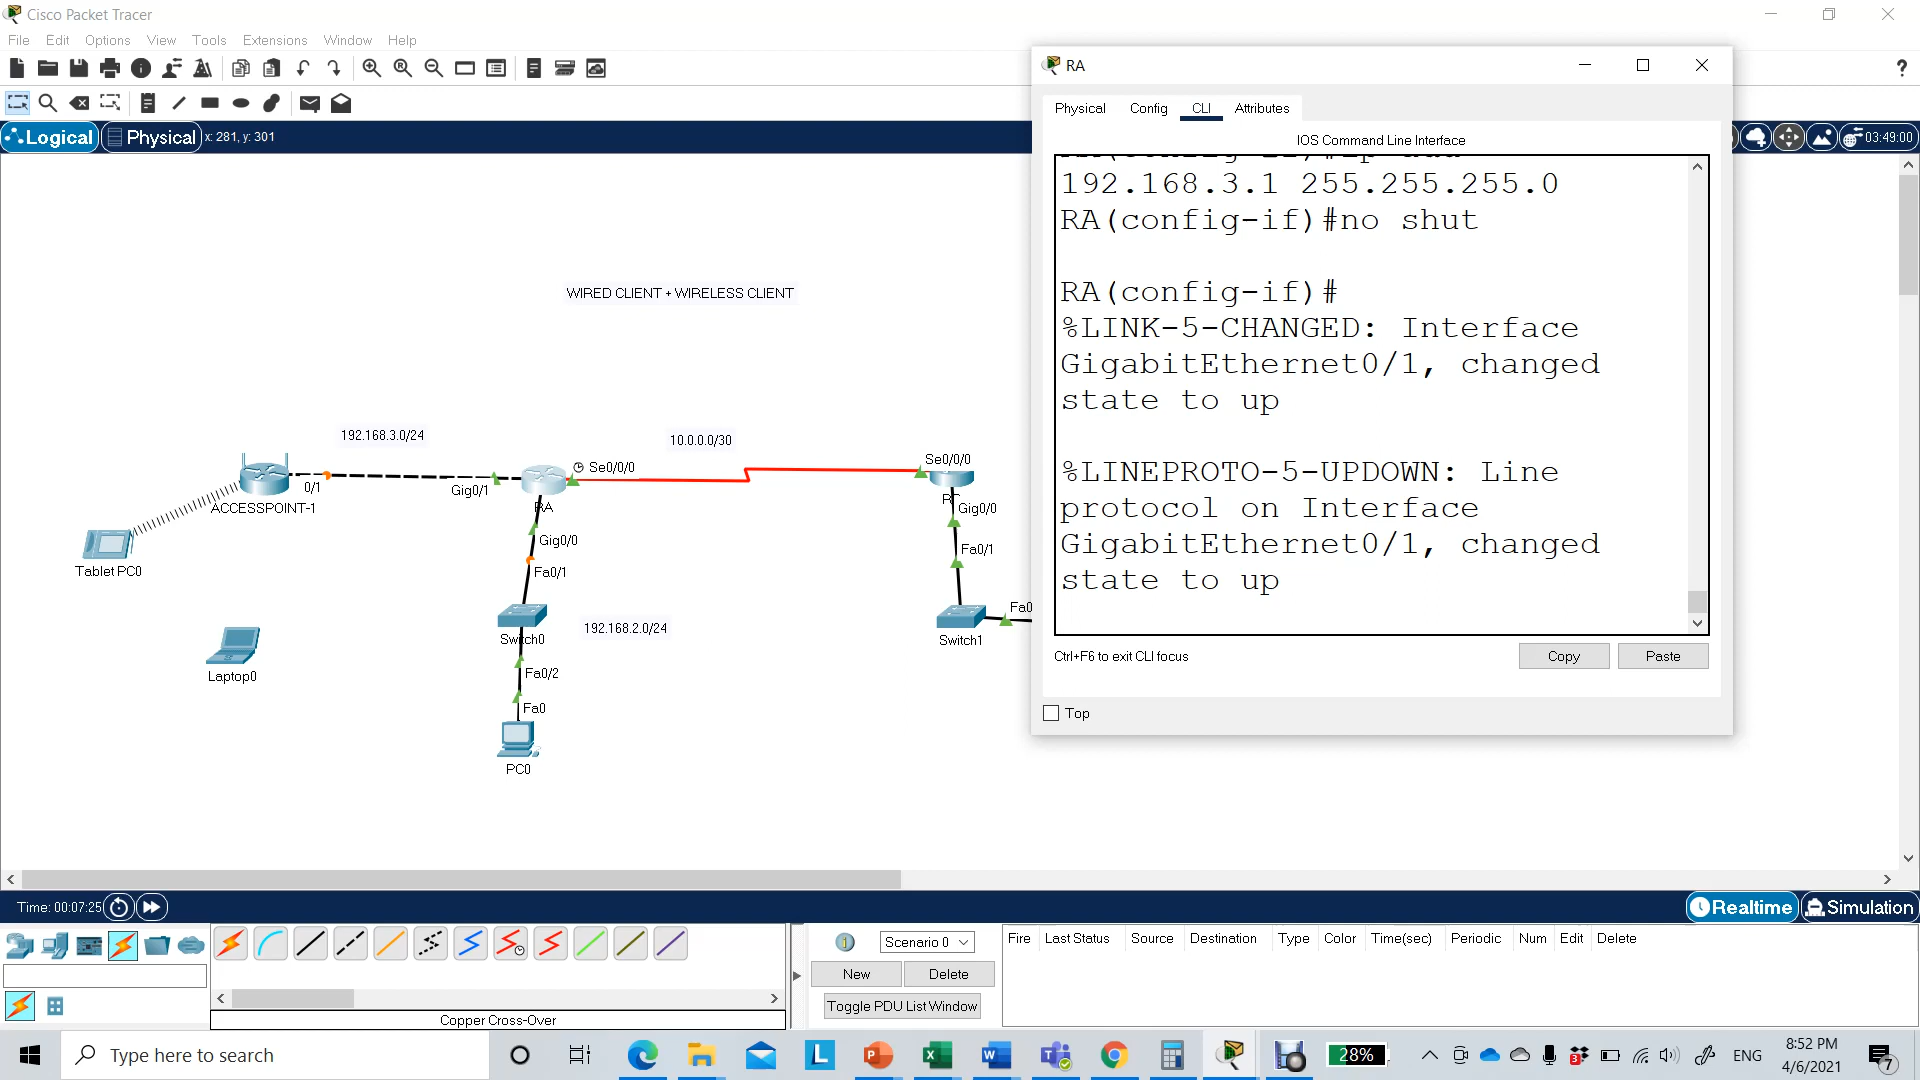 Cisco Packet Tracer
File Edit Options View Tools Extensions Window Help
Logical Physical x: 281, y: 301
03:49:00
WIRED CLIENT + WIRELESS CLIENT
192.168.3.0/24
10.0.0.0/30
Se0/0/0
Se0/0/0
0/1
Gig0/1
ACCESSPOINT-1
RA
Gig0/0
Gig0/0
Fa0/1
Fa0/1
Tablet PC0
Switch0
192.168.2.0/24
Fa0
Switch1
Laptop0
Fa0/2
Fa0
PC0
RA
Physical Config CLI Attributes
IOS Command Line Interface
192.168.3.1 255.255.255.0
RA(config-if)#no shut
RA(config-if)#
%LINK-5-CHANGED: Interface
GigabitEthernet0/1, changed
state to up
%LINEPROTO-5-UPDOWN: Line
protocol on Interface
GigabitEthernet0/1, changed
state to up
Ctrl+F6 to exit CLI focus
Copy Paste
Top
Time: 00:07:25
Realtime Simulation
Scenario 0
New Delete
Toggle PDU List Window
Fire Last Status Source Destination Type Color Time(sec) Periodic Num Edit Delete
Copper Cross-Over
Type here to search
28%
ENG
8:52 PM
4/6/2021
7